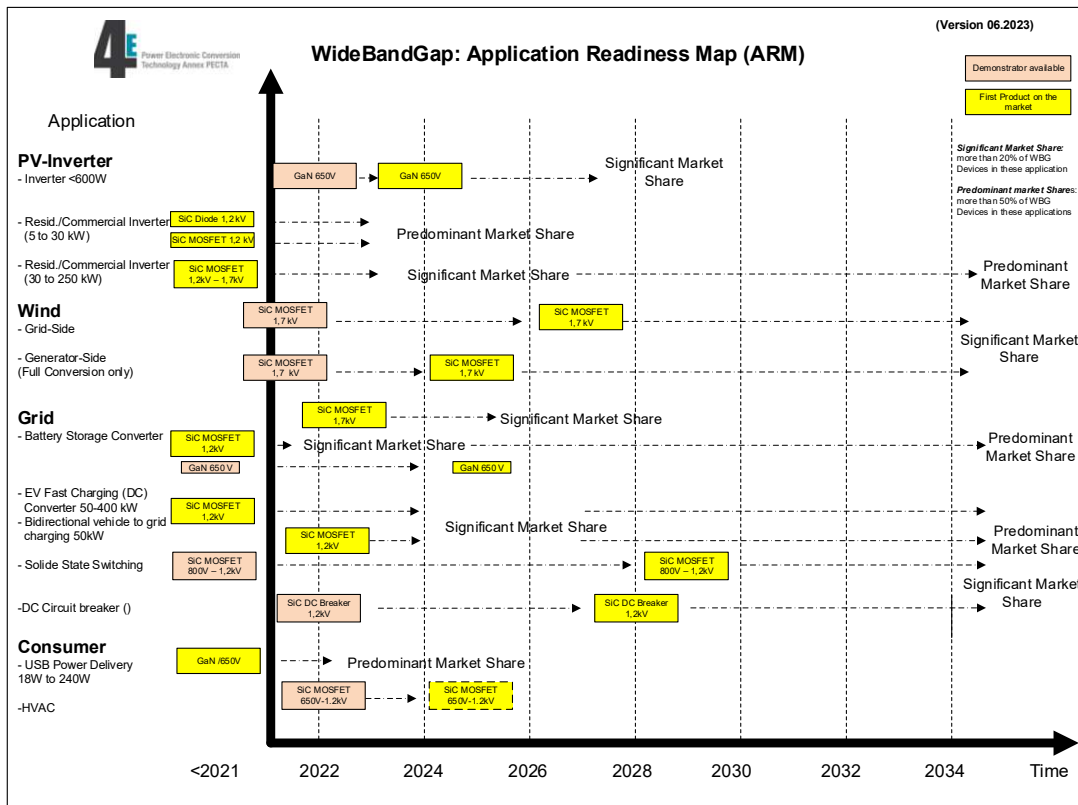 (Version 06.2023)
4E
Power Electronic Conversion
Technology Annex PECTA
WideBandGap: Application Readiness Map (ARM)
Demonstrator available
First Product on the
market
Application
Significant Market Share:
more than 20% of WBG
Devices in these application
Predominant market Shares:
more than 50% of WBG
Devices in these applications
PV-Inverter
- Inverter <600W
GaN 650V
GaN 650V
Significant Market
Share
- Resid./Commercial Inverter
(5 to 30 kW)
SiC Diode 1,2kV
SiC MOSFET 1,2 kV
Predominant Market Share
- Resid./Commercial Inverter
(30 to 250 kW)
SiC MOSFET
1,2kV – 1,7kV
Significant Market Share
Predominant
Market Share
Wind
- Grid-Side
SiC MOSFET
1,7 kV
SiC MOSFET
1,7 kV
Significant Market
Share
- Generator-Side
(Full Conversion only)
SiC MOSFET
1,7 kV
SiC MOSFET
1,7 kV
Grid
SiC MOSFET
1,7kV
Significant Market Share
- Battery Storage Converter
SiC MOSFET
1,2kV
Significant Market Share
Predominant
Market Share
GaN 650 V
GaN 650 V
- EV Fast Charging (DC)
Converter 50-400 kW
SiC MOSFET
1,2kV
Significant Market Share
- Bidirectional vehicle to grid
charging 50kW
SiC MOSFET
1,2kV
Predominant
Market Share
- Solide State Switching
SiC MOSFET
800V – 1,2kV
SiC MOSFET
800V – 1,2kV
Significant Market
Share
-DC Circuit breaker ()
SiC DC Breaker
1,2kV
SiC DC Breaker
1,2kV
Consumer
- USB Power Delivery
18W to 240W
GaN /650V
Predominant Market Share
-HVAC
SiC MOSFET
650V-1.2kV
SiC MOSFET
650V-1.2kV
<2021
2022
2024
2026
2028
2030
2032
2034
Time